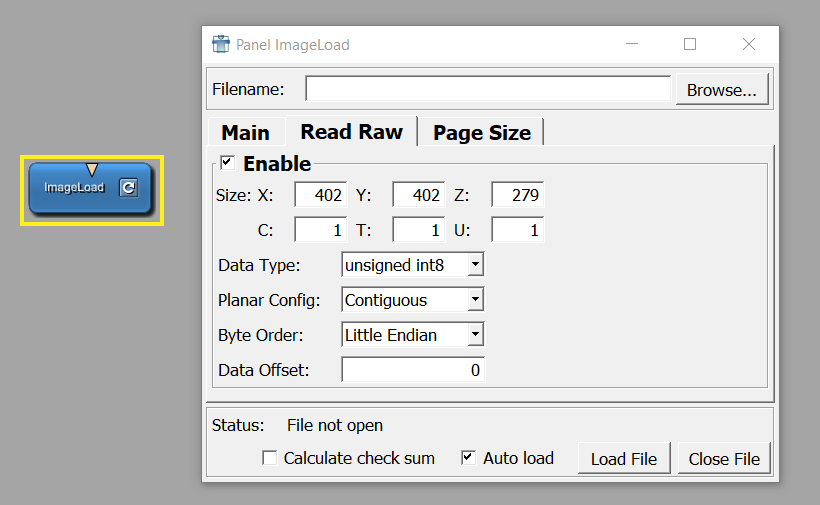 Panel ImageLoad
Filename: Browse...
Main Read Raw Page Size
Enable
ImageLoad
Size: X: 402 Y: 402 Z: 279
C: 1 T: 1 U: 1
Data Type: unsigned int8
Planar Config: Contiguous
Byte Order: Little Endian
Data Offset: 0
Status: File not open
Calculate check sum Auto load Load File Close File